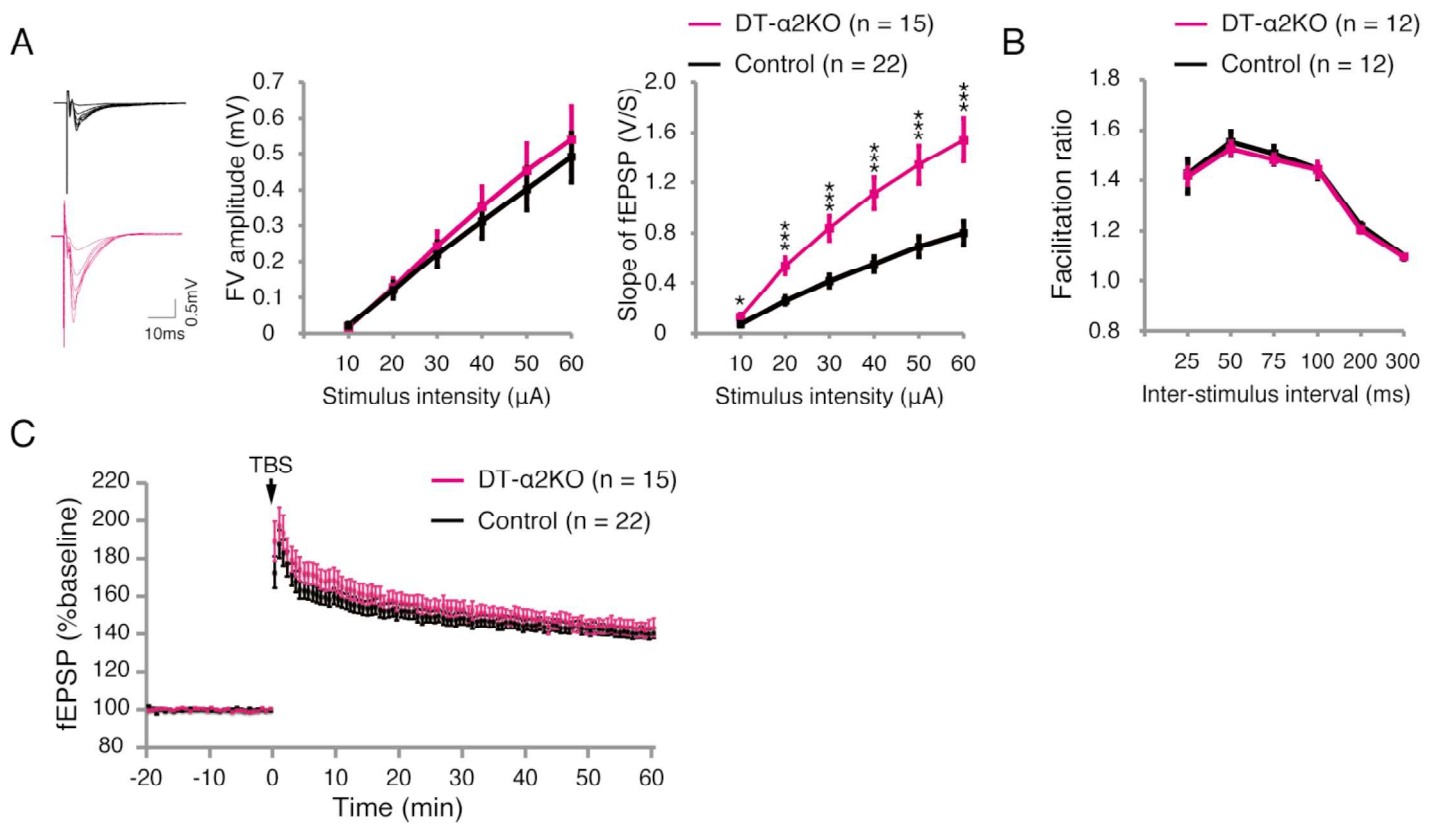 A
10ms
0.5mV
FV amplitude (mV)
0.7
0.6
0.5
0.4
0.3
0.2
0.1
0
10 20 30 40 50 60
Stimulus intensity (μA)
DT-α2KO (n = 15)
Control (n = 22)
Slope of fEPSP (V/S)
2.0
1.6
1.2
0.8
0.4
0
* *** *** *** *** ***
10 20 30 40 50 60
Stimulus intensity (μA)
B
DT-α2KO (n = 12)
Control (n = 12)
Facilitation ratio
1.8
1.6
1.4
1.2
1.0
0.8
25 50 75 100 200 300
Inter-stimulus interval (ms)
C
TBS
DT-α2KO (n = 15)
Control (n = 22)
fEPSP (%baseline)
220
200
180
160
140
120
100
80
-20 -10 0 10 20 30 40 50 60
Time (min)